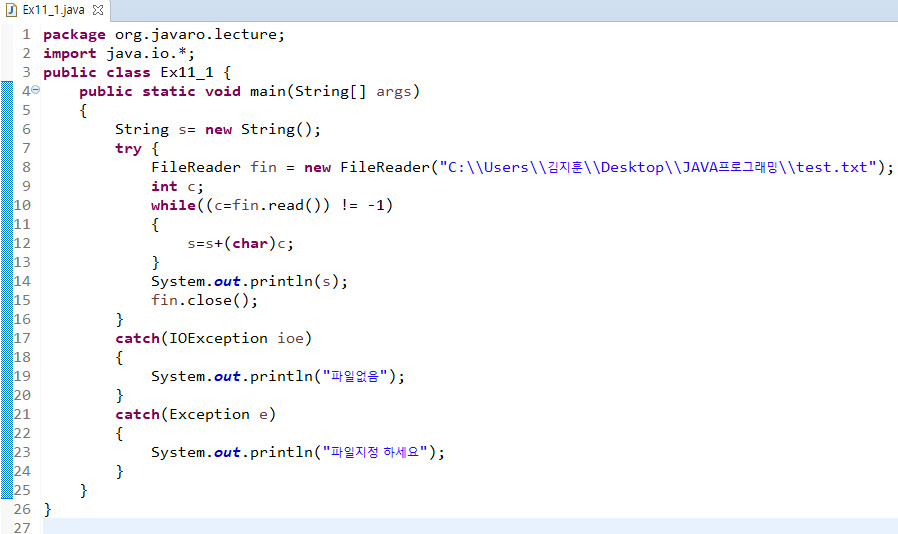 Ex11_1.java
1 package org.javaro.lecture;
2 import java.io.*;
3 public class Ex11_1 {
4 public static void main(String[] args)
5 {
6 String s= new String();
7 try {
8 FileReader fin = new FileReader("C:\\Users\\김지훈\\Desktop\\JAVA프로그래밍\\test.txt");
9 int c;
10 while((c=fin.read()) != -1)
11 {
12 s=s+(char)c;
13 }
14 System.out.println(s);
15 fin.close();
16 }
17 catch(IOException ioe)
18 {
19 System.out.println("파일없음");
20 }
21 catch(Exception e)
22 {
23 System.out.println("파일지정 하세요");
24 }
25 }
26 }
27